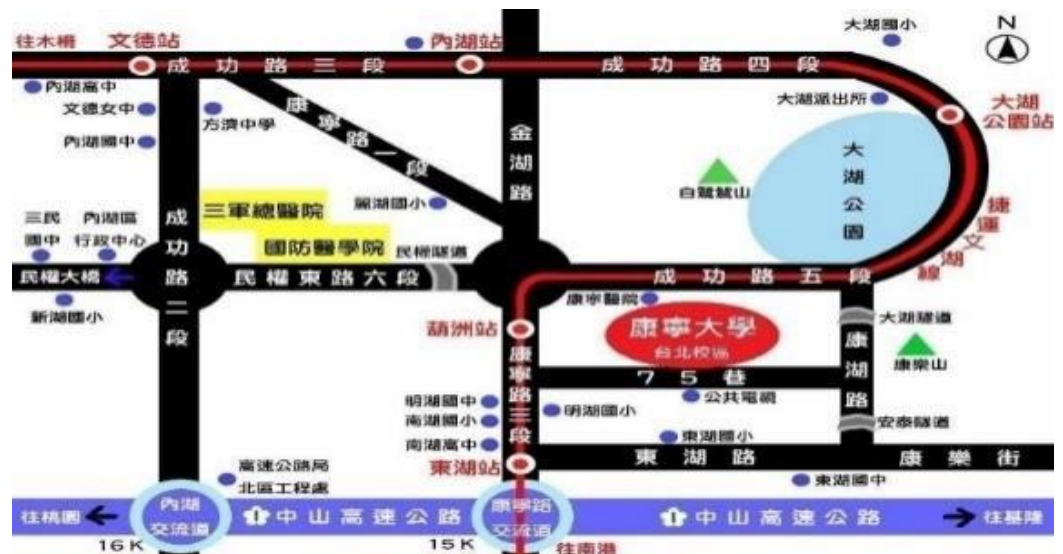 大湖國小
N
往木柵
文德站
內湖站
成功路三段
成功路四段
內湖高中
文德女中
方濟中學
大湖派出所
大湖公園站
內湖國中
康寧路一段
金湖路
大湖公園
白鷺鷥山
三軍總醫院
麗湖國小
三民國中
內湖區行政中心
成功路二段
國防醫學院
民權隧道
捷運文湖線
民權大橋
民權東路六段
成功路五段
新湖國小
康寧醫院
葫洲站
康寧大學
台北校區
大湖隧道
康湖路
康樂山
康寧路三段
75巷
明湖國中
公共電視
明湖國小
南湖國小
安泰隧道
南湖高中
東湖國小
東湖路
康樂街
東湖站
高速公路局
北區工程處
東湖國中
往桃園
內湖
交流道
1
中山高速公路
康寧路
交流道
1
中山高速公路
往基隆
16K
15K
往南港